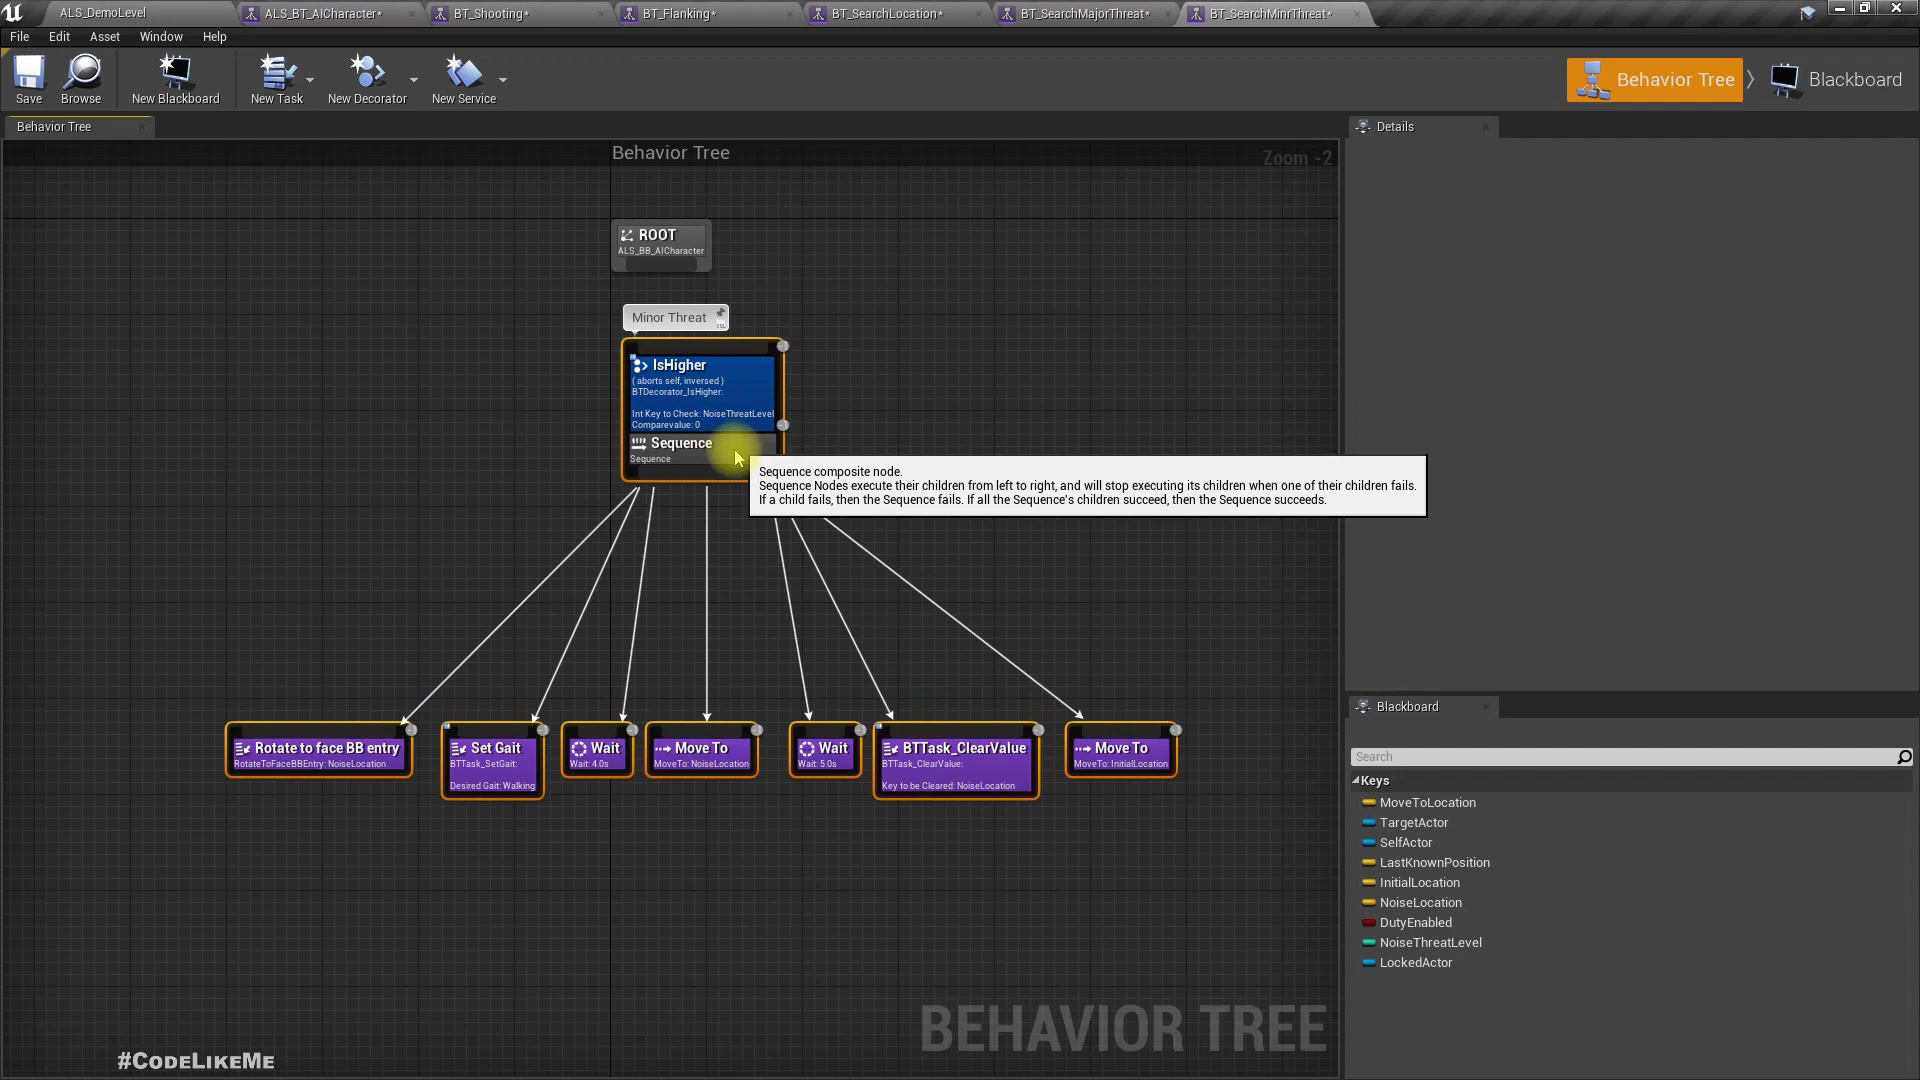 ALS_DemoLevel
ALS_BT_AICharacter*
BT_Shooting*
BT_Flanking*
BT_SearchLocation*
BT_SearchMajorThreat*
BT_SearchMinrThreat*
File Edit Asset Window Help
Save
Browse
New Blackboard
New Task
New Decorator
New Service
Behavior Tree
Blackboard
Behavior Tree
Details
Behavior Tree
Zoom -2
ROOT
ALS_BB_AICharacter
Minor Threat
IsHigher
( aborts self, inversed )
BTDecorator_IsHigher:
Int Key to Check: NoiseThreatLevel
Comparevalue: 0
Sequence
Sequence
Sequence composite node.
Sequence Nodes execute their children from left to right, and will stop executing its children when one of their children fails.
If a child fails, then the Sequence fails. If all the Sequence's children succeed, then the Sequence succeeds.
Rotate to face BB entry
RotateToFaceBBEntry: NoiseLocation
Set Gait
BTTask_SetGait:
Desired Gait: Walking
Wait
Wait: 4.0s
Move To
MoveTo: NoiseLocation
Wait
Wait: 5.0s
BTTask_ClearValue
BTTask_ClearValue:
Key to be Cleared: NoiseLocation
Move To
MoveTo: InitialLocation
Blackboard
Search
Keys
MoveToLocation
TargetActor
SelfActor
LastKnownPosition
InitialLocation
NoiseLocation
DutyEnabled
NoiseThreatLevel
LockedActor
BEHAVIOR TREE
#CodeLikeMe